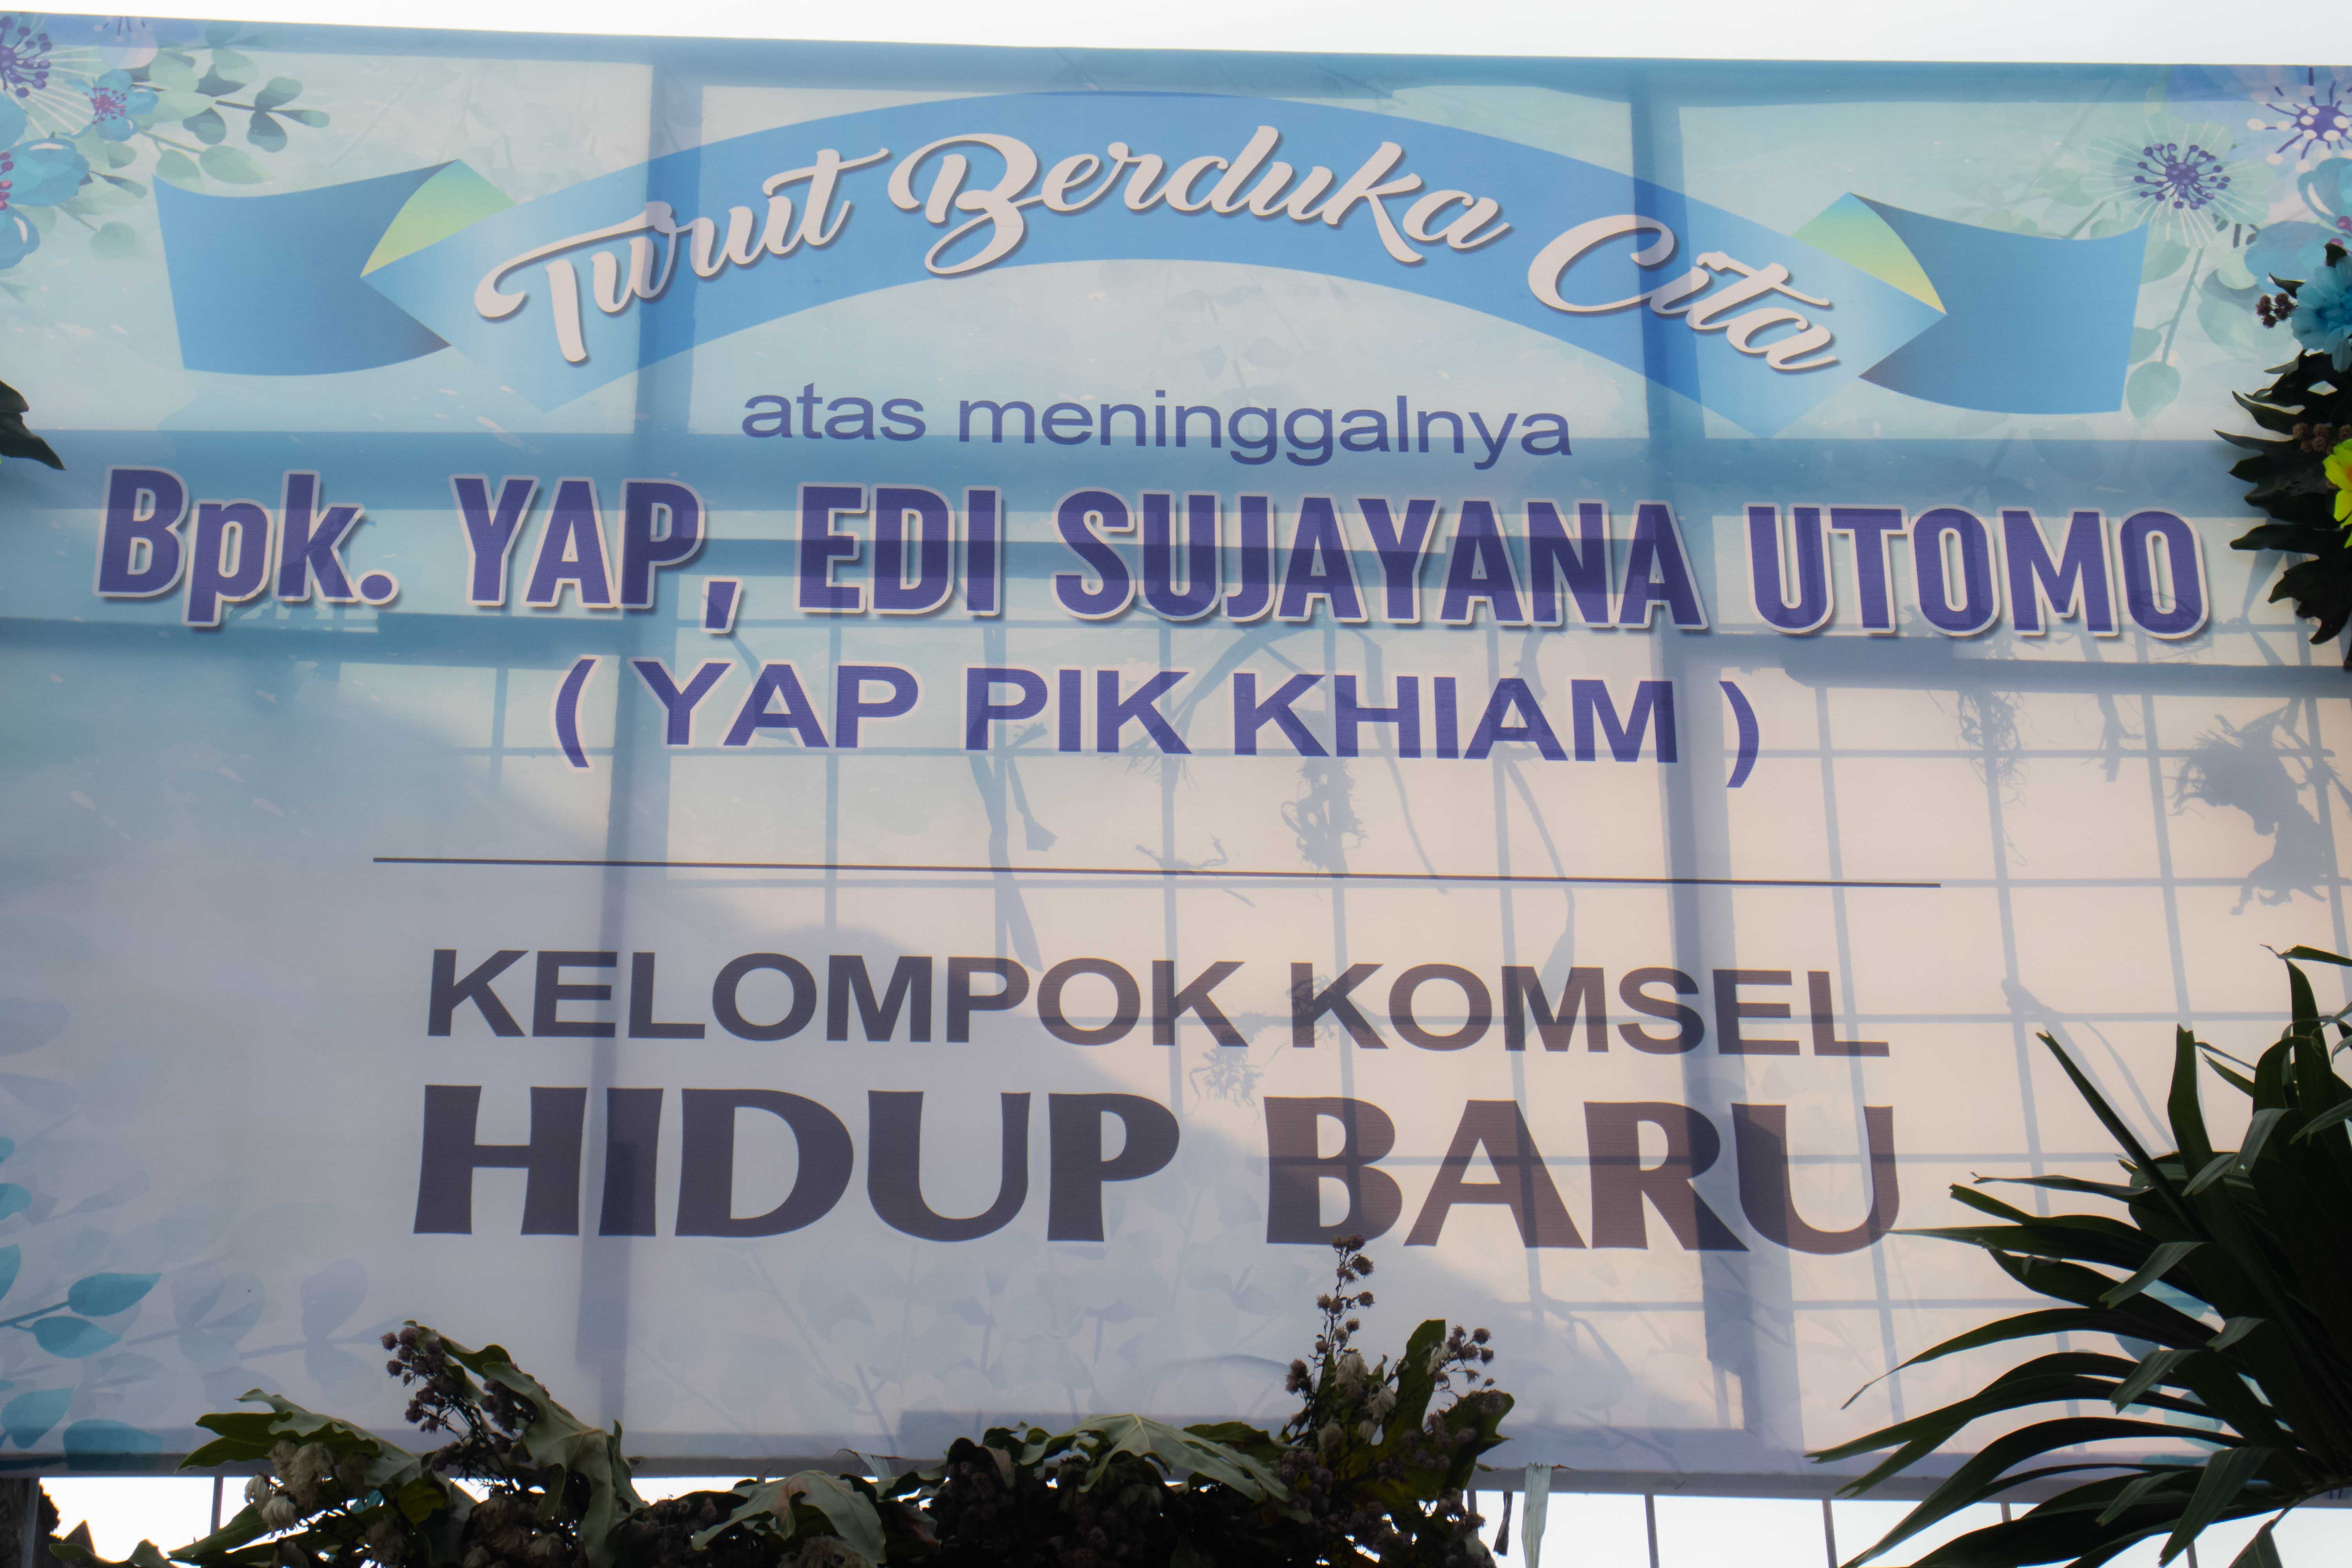 Turut Berduka Cita
atas meninggalnya
Bpk. YAP, EDI SUJAYANA UTOMO
( YAP PIK KHIAM )
KELOMPOK KOMSEL
HIDUP BARU